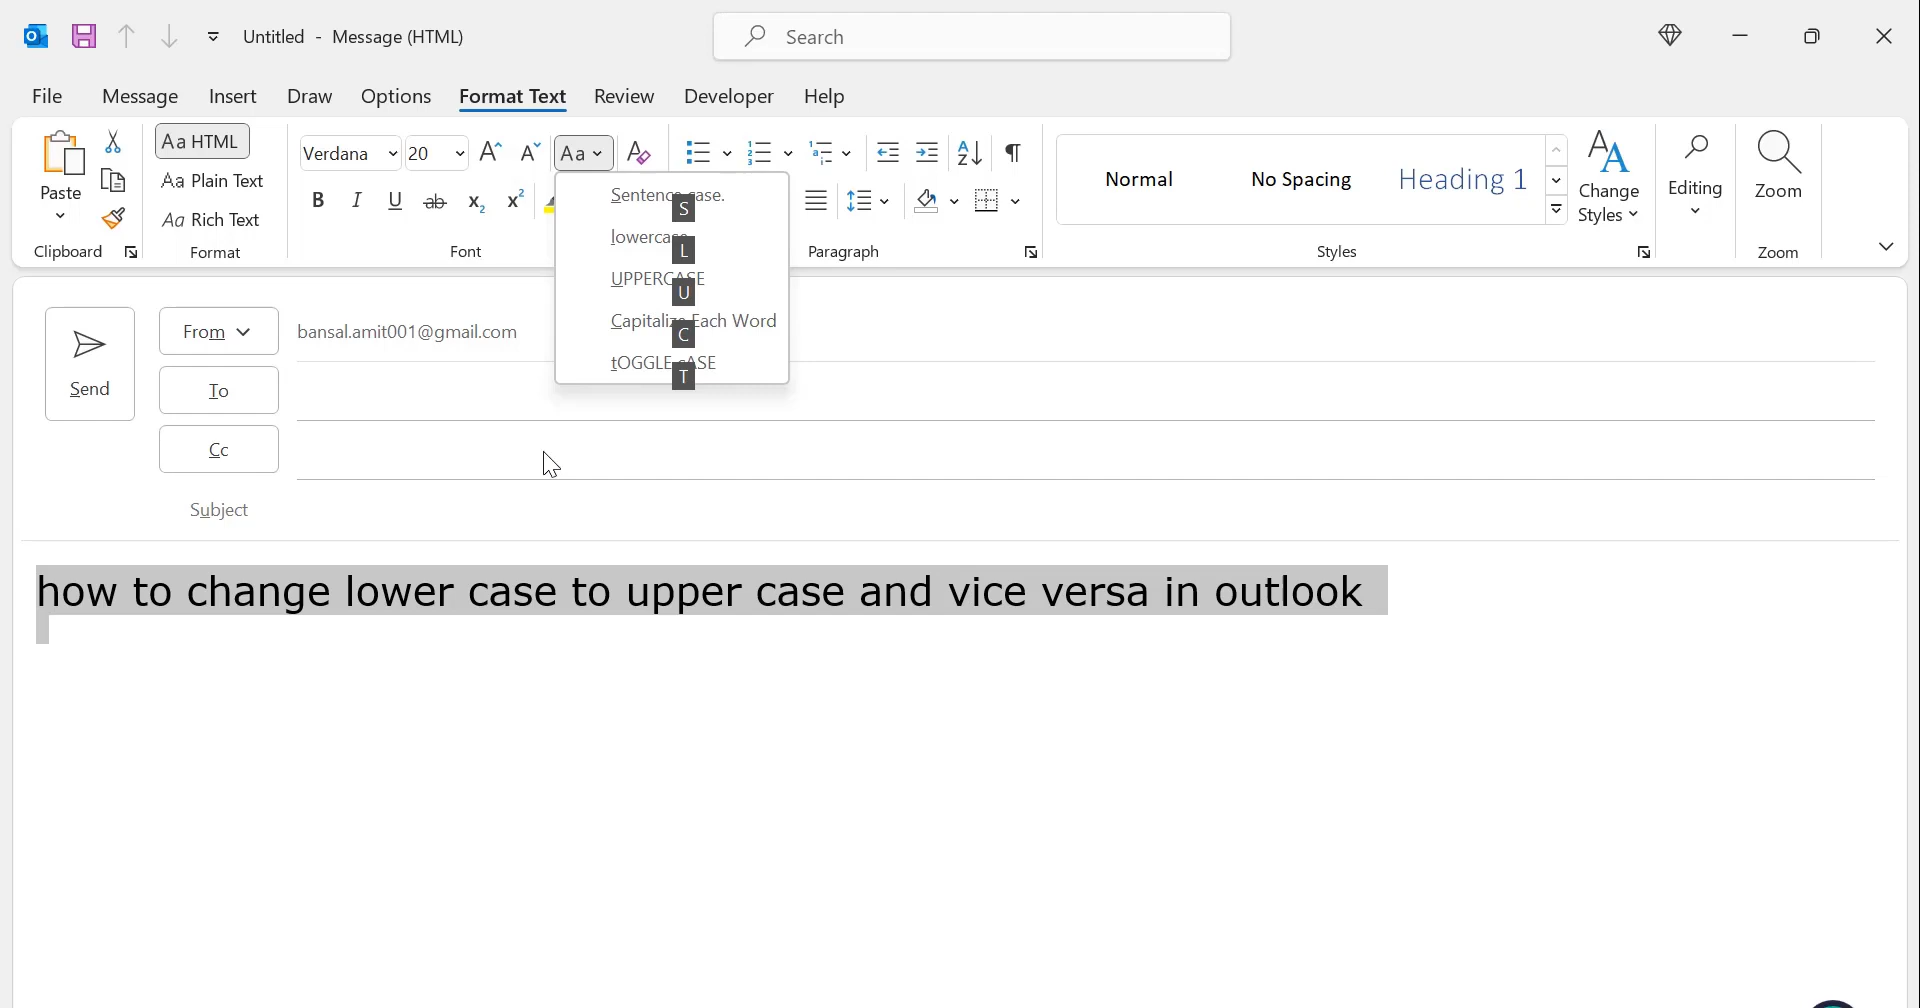 Untitled - Message (HTML)
Search
File Message Insert Draw Options Format Text Review Developer Help
Paste
Aa HTML
Aa Plain Text
Aa Rich Text
Verdana 20 Aa
B I U ab x₂ x²
Normal No Spacing Heading 1
Change Styles
Editing
Zoom
Clipboard Format Font Paragraph Styles Zoom
Sentence case.
S
lowercase
L
UPPERCASE
U
Capitalize Each Word
C
tOGGLE cASE
T
Send
From bansal.amit001@gmail.com
To
Cc
Subject
how to change lower case to upper case and vice versa in outlook